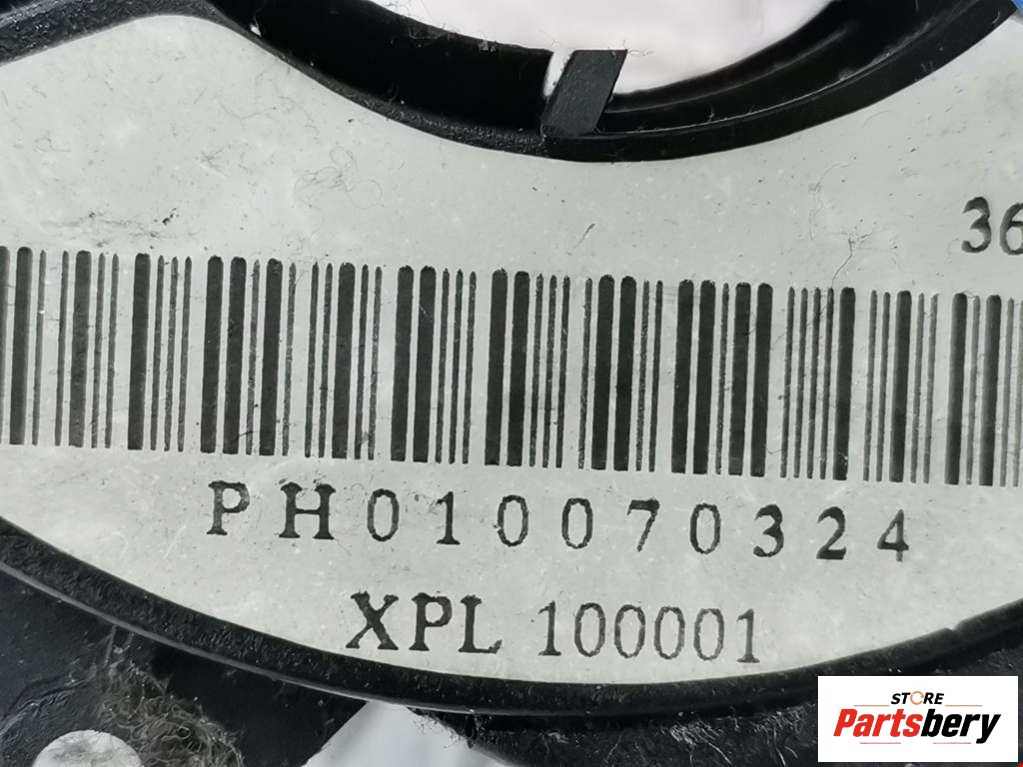 36
PH010070324
XPL 100001
STORE
Partsbery